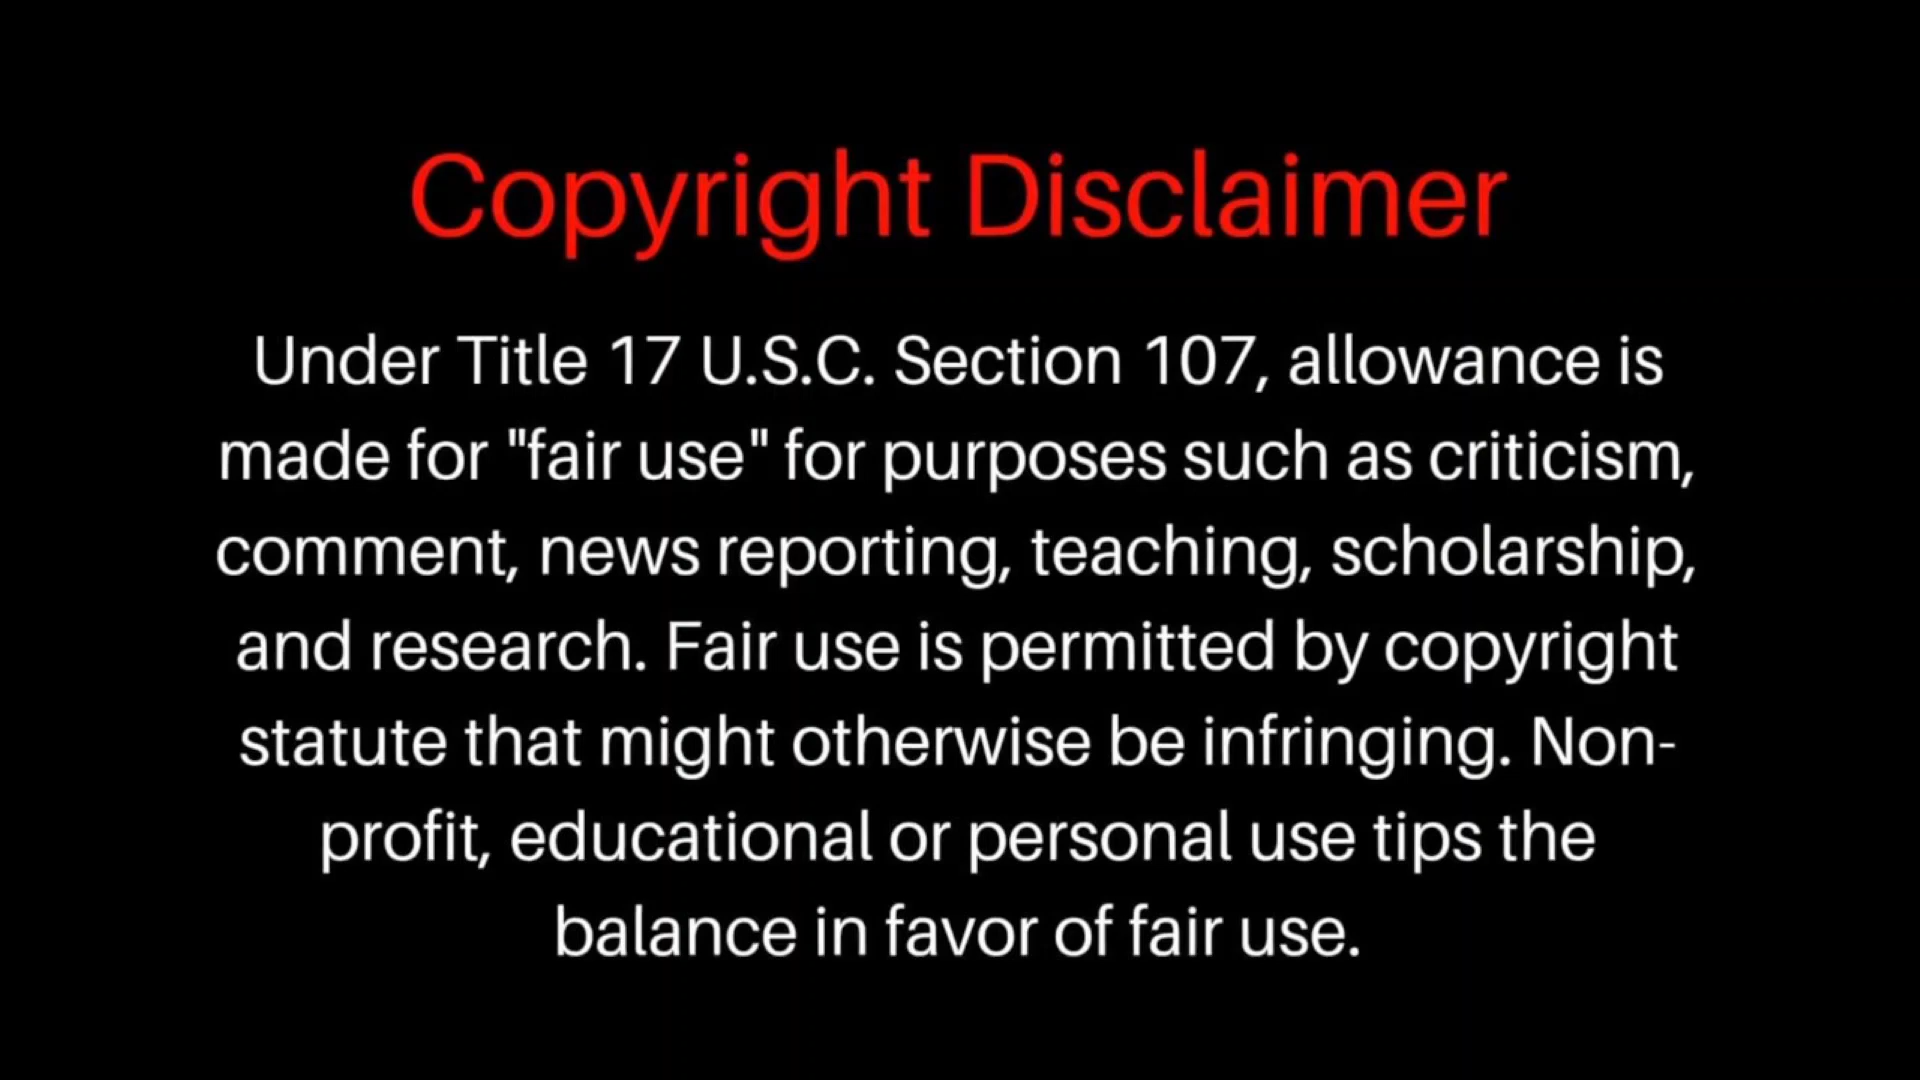 Copyright Disclaimer
Under Title 17 U.S.C. Section 107, allowance is
made for "fair use" for purposes such as criticism,
comment, news reporting, teaching, scholarship,
and research. Fair use is permitted by copyright
statute that might otherwise be infringing. Non-
profit, educational or personal use tips the
balance in favor of fair use.